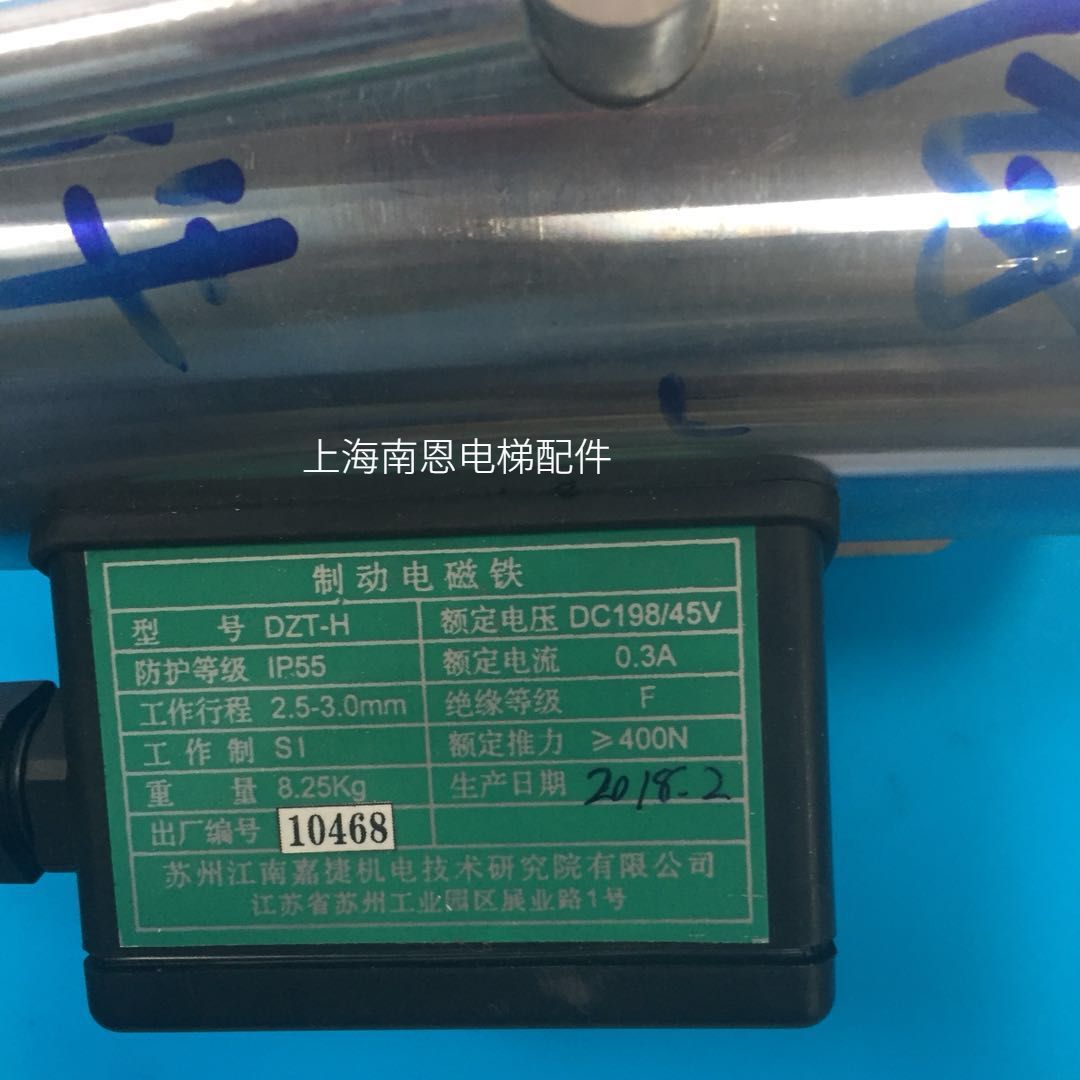 上海南恩电梯配件
制动电磁铁
型 号 DZT-H 额定电压 DC198/45V
防护等级 IP55 额定电流 0.3A
工作行程 2.5-3.0mm 绝缘等级 F
工作制 SI 额定推力 ≥400N
重 量 8.25Kg 生产日期 2018.2
出厂编号 10468
苏州江南嘉捷机电技术研究院有限公司
江苏省苏州工业园区展业路1号